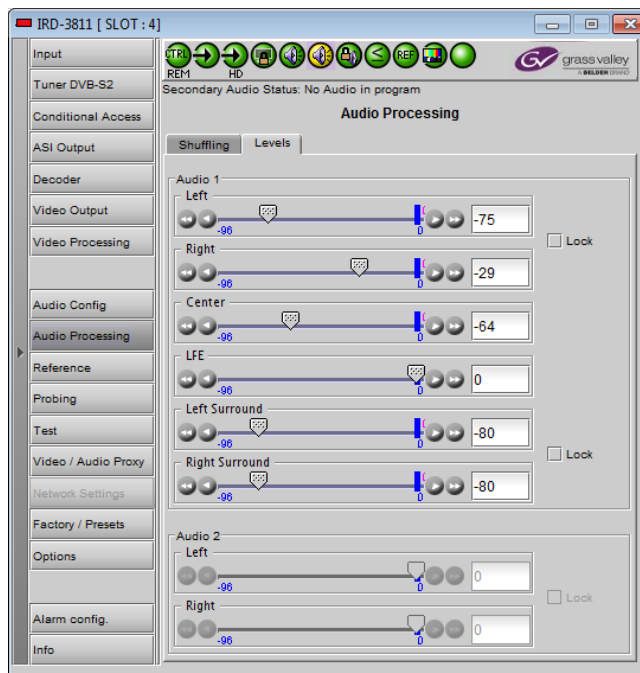 IRD-3811 [ SLOT : 4]
Input
Tuner DVB-S2
Conditional Access
ASI Output
Decoder
Video Output
Video Processing
Audio Config
Audio Processing
Reference
Probing
Test
Video / Audio Proxy
Network Settings
Factory / Presets
Options
Alarm config.
Info
CTRL
REF
REM
HD
grass valley
A BELDEN BRAND
Secondary Audio Status: No Audio in program
Audio Processing
Shuffling
Levels
Audio 1
Left
-96
0
-75
Right
-96
0
-29
Lock
Center
-96
0
-64
LFE
-96
0
0
Left Surround
-96
0
-80
Right Surround
-96
0
-80
Lock
Audio 2
Left
-96
0
0
Right
-96
0
0
Lock